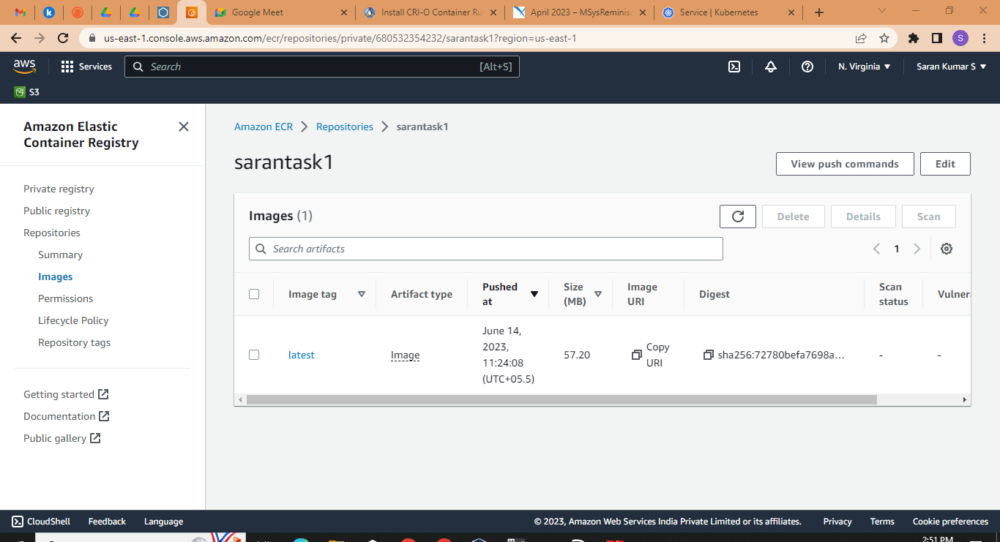 Google Meet
Install CRI-O Container Ru
April 2023 – MSysReminisc
Service | Kubernetes
us-east-1.console.aws.amazon.com/ecr/repositories/private/680532354232/sarantask1?region=us-east-1
S
aws
Services
Search
[Alt+S]
N. Virginia
Saran Kumar S
S3
Amazon Elastic
Container Registry
Private registry
Public registry
Repositories
Summary
Images
Permissions
Lifecycle Policy
Repository tags
Getting started
Documentation
Public gallery
Amazon ECR
Repositories
sarantask1
sarantask1
View push commands
Edit
Images (1)
Delete
Details
Scan
Search artifacts
1
Image tag
Artifact type
Pushed
at
Size
(MB)
Image
URI
Digest
Scan
status
Vulnera
latest
Image
June 14,
2023,
11:24:08
(UTC+05.5)
57.20
Copy
URI
sha256:72780befa7698a...
-
-
CloudShell
Feedback
Language
© 2023, Amazon Web Services India Private Limited or its affiliates.
Privacy
Terms
Cookie preferences
2:51 PM